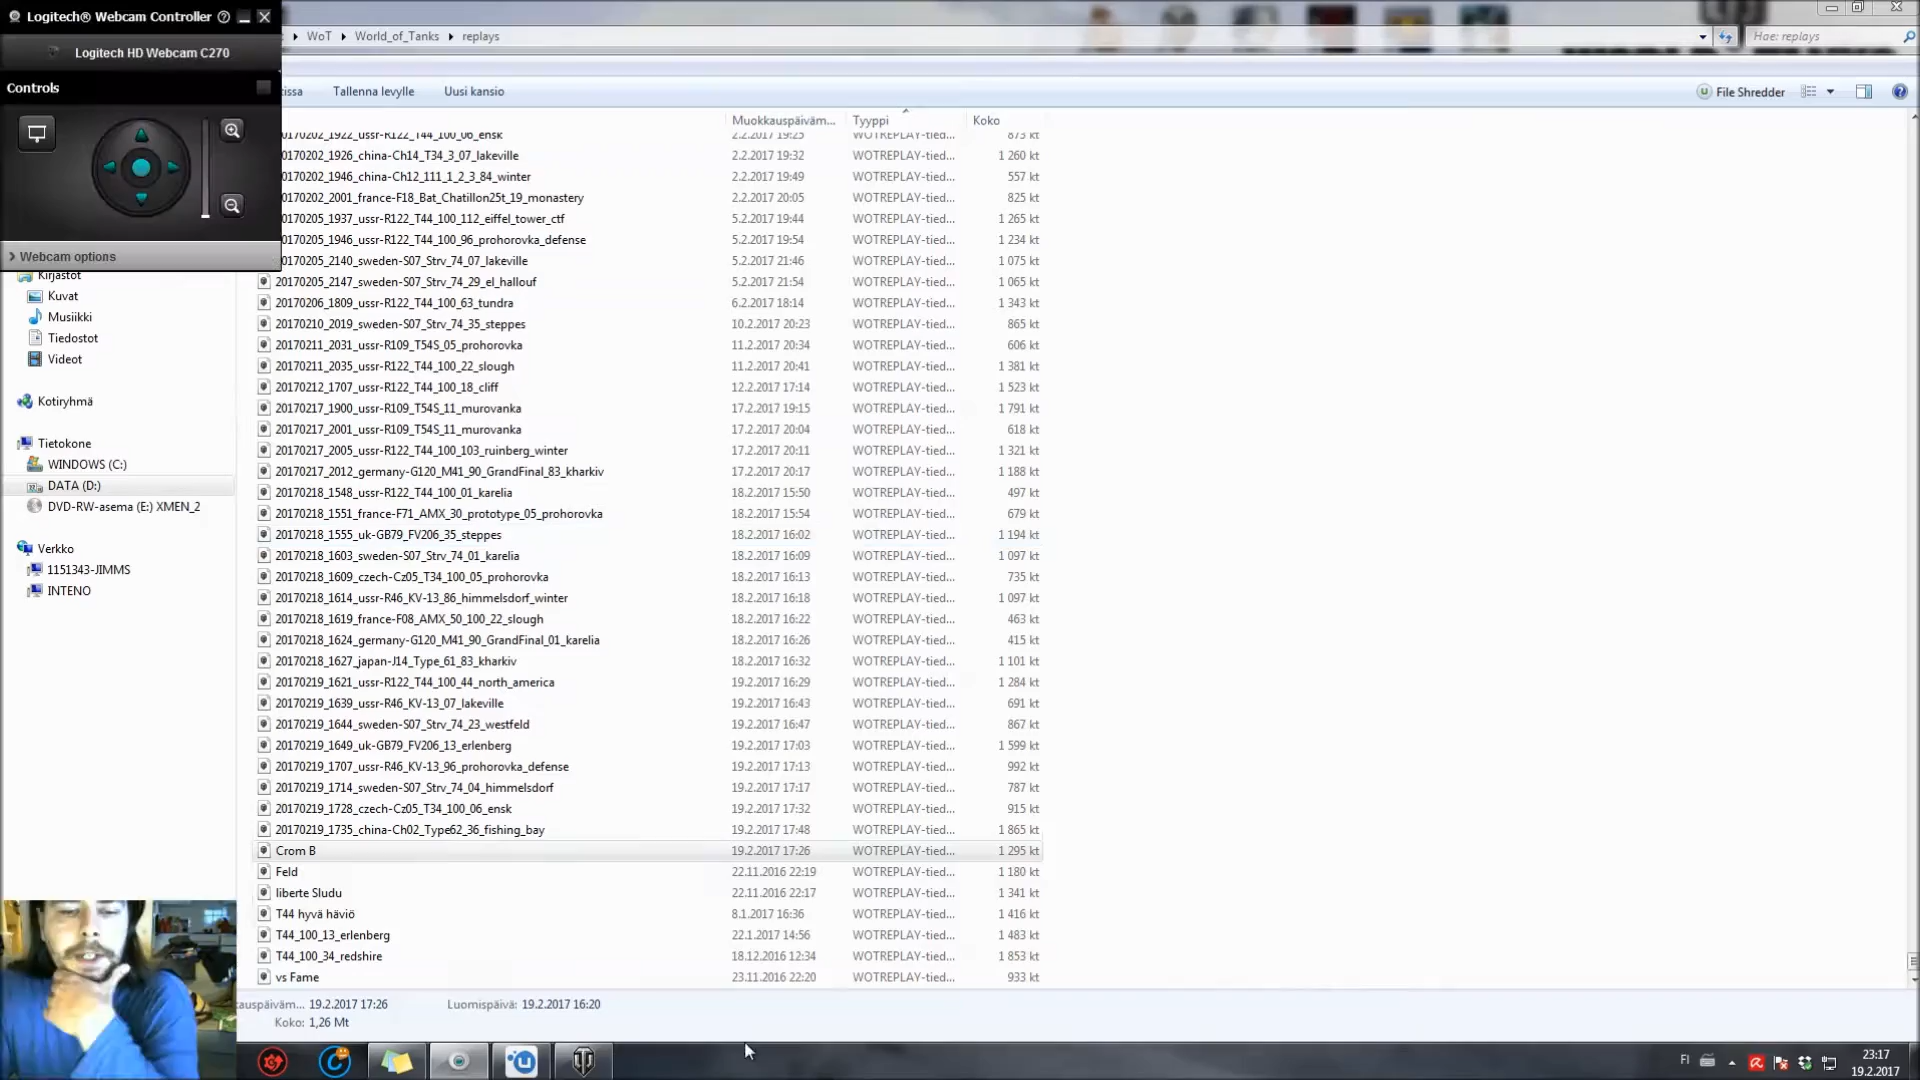 Logitech® Webcam Controller
WoT World_of_Tanks replays
Hae: replays
Logitech HD Webcam C270
Controls
Tallenna levylle Uusi kansio
File Shredder
Muokkauspäiväm... Tyyppi Koko
20170202_1922_ussr-R122_T44_100_06_ensk 2.2.2017 19:25 WOTREPLAY-tied... 873 kt
20170202_1926_china-Ch14_T34_3_07_lakeville 2.2.2017 19:32 WOTREPLAY-tied... 1 260 kt
20170202_1946_china-Ch12_111_1_2_3_84_winter 2.2.2017 19:49 WOTREPLAY-tied... 557 kt
20170202_2001_france-F18_Bat_Chatillon25t_19_monastery 2.2.2017 20:05 WOTREPLAY-tied... 825 kt
20170205_1937_ussr-R122_T44_100_112_eiffel_tower_ctf 5.2.2017 19:44 WOTREPLAY-tied... 1 265 kt
20170205_1946_ussr-R122_T44_100_96_prohorovka_defense 5.2.2017 19:54 WOTREPLAY-tied... 1 234 kt
Webcam options
20170205_2140_sweden-S07_Strv_74_07_lakeville 5.2.2017 21:46 WOTREPLAY-tied... 1 075 kt
Kirjastot
20170205_2147_sweden-S07_Strv_74_29_el_hallouf 5.2.2017 21:54 WOTREPLAY-tied... 1 065 kt
Kuvat
20170206_1809_ussr-R122_T44_100_63_tundra 6.2.2017 18:14 WOTREPLAY-tied... 1 343 kt
Musiikki
20170210_2019_sweden-S07_Strv_74_35_steppes 10.2.2017 20:23 WOTREPLAY-tied... 865 kt
Tiedostot
20170211_2031_ussr-R109_T54S_05_prohorovka 11.2.2017 20:34 WOTREPLAY-tied... 606 kt
Videot
20170211_2035_ussr-R122_T44_100_22_slough 11.2.2017 20:41 WOTREPLAY-tied... 1 381 kt
20170212_1707_ussr-R122_T44_100_18_cliff 12.2.2017 17:14 WOTREPLAY-tied... 1 523 kt
Kotiryhmä
20170217_1900_ussr-R109_T54S_11_murovanka 17.2.2017 19:15 WOTREPLAY-tied... 1 791 kt
20170217_2001_ussr-R109_T54S_11_murovanka 17.2.2017 20:04 WOTREPLAY-tied... 618 kt
Tietokone
20170217_2005_ussr-R122_T44_100_103_ruinberg_winter 17.2.2017 20:11 WOTREPLAY-tied... 1 321 kt
WINDOWS (C:)
20170217_2012_germany-G120_M41_90_GrandFinal_83_kharkiv 17.2.2017 20:17 WOTREPLAY-tied... 1 188 kt
DATA (D:)
20170218_1548_ussr-R122_T44_100_01_karelia 18.2.2017 15:50 WOTREPLAY-tied... 497 kt
DVD-RW-asema (E:) XMEN_2
20170218_1551_france-F71_AMX_30_prototype_05_prohorovka 18.2.2017 15:54 WOTREPLAY-tied... 679 kt
20170218_1555_uk-GB79_FV206_35_steppes 18.2.2017 16:02 WOTREPLAY-tied... 1 194 kt
Verkko
20170218_1603_sweden-S07_Strv_74_01_karelia 18.2.2017 16:09 WOTREPLAY-tied... 1 097 kt
1151343-JIMMS
20170218_1609_czech-Cz05_T34_100_05_prohorovka 18.2.2017 16:13 WOTREPLAY-tied... 735 kt
INTENO
20170218_1614_ussr-R46_KV-13_86_himmelsdorf_winter 18.2.2017 16:18 WOTREPLAY-tied... 1 097 kt
20170218_1619_france-F08_AMX_50_100_22_slough 18.2.2017 16:22 WOTREPLAY-tied... 463 kt
20170218_1624_germany-G120_M41_90_GrandFinal_01_karelia 18.2.2017 16:26 WOTREPLAY-tied... 415 kt
20170218_1627_japan-J14_Type_61_83_kharkiv 18.2.2017 16:32 WOTREPLAY-tied... 1 101 kt
20170219_1621_ussr-R122_T44_100_44_north_america 19.2.2017 16:29 WOTREPLAY-tied... 1 284 kt
20170219_1639_ussr-R46_KV-13_07_lakeville 19.2.2017 16:43 WOTREPLAY-tied... 691 kt
20170219_1644_sweden-S07_Strv_74_23_westfeld 19.2.2017 16:47 WOTREPLAY-tied... 867 kt
20170219_1649_uk-GB79_FV206_13_erlenberg 19.2.2017 17:03 WOTREPLAY-tied... 1 599 kt
20170219_1707_ussr-R46_KV-13_96_prohorovka_defense 19.2.2017 17:13 WOTREPLAY-tied... 992 kt
20170219_1714_sweden-S07_Strv_74_04_himmelsdorf 19.2.2017 17:17 WOTREPLAY-tied... 787 kt
20170219_1728_czech-Cz05_T34_100_06_ensk 19.2.2017 17:32 WOTREPLAY-tied... 915 kt
20170219_1735_china-Ch02_Type62_36_fishing_bay 19.2.2017 17:48 WOTREPLAY-tied... 1 865 kt
Crom B 19.2.2017 17:26 WOTREPLAY-tied... 1 295 kt
Feld 22.11.2016 22:19 WOTREPLAY-tied... 1 180 kt
liberte Sludu 22.11.2016 22:17 WOTREPLAY-tied... 1 341 kt
T44 hyvä häviö 8.1.2017 16:36 WOTREPLAY-tied... 1 416 kt
T44_100_13_erlenberg 22.1.2017 14:56 WOTREPLAY-tied... 1 483 kt
T44_100_34_redshire 18.12.2016 12:34 WOTREPLAY-tied... 1 853 kt
vs Fame 23.11.2016 22:20 WOTREPLAY-tied... 933 kt
auspäiväm... 19.2.2017 17:26 Luomispäivä: 19.2.2017 16:20
Koko: 1,26 Mt
FI
23:17
19.2.2017